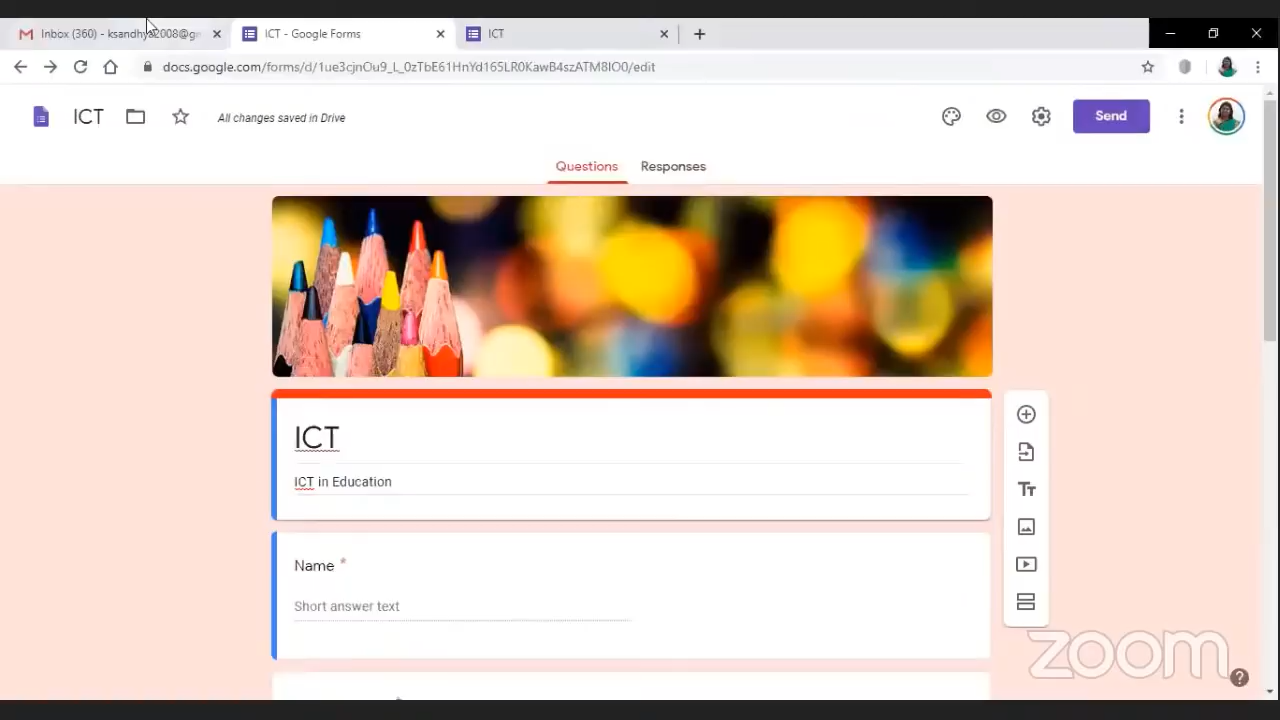 Inbox (360) - ksandhya2008@gm
ICT - Google Forms
ICT
docs.google.com/forms/d/1ue3cjnOu9_L_0zTbE61HnYd165LR0KawB4szATM8IO0/edit
ICT
All changes saved in Drive
Send
Questions
Responses
ICT
ICT in Education
Name *
Short answer text
zoom